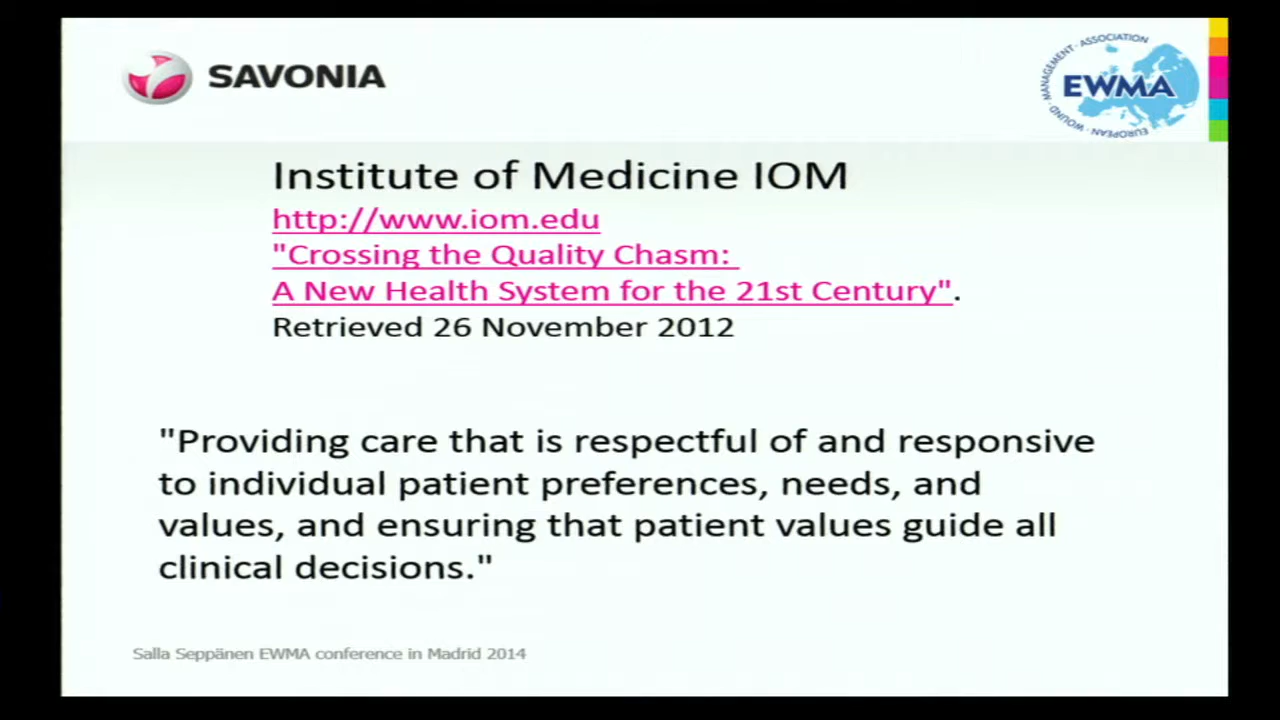 SAVONIA
EUROPEAN · WOUND · MANAGEMENT · ASSOCIATION
EWMA
Institute of Medicine IOM
http://www.iom.edu
"Crossing the Quality Chasm:
A New Health System for the 21st Century".
Retrieved 26 November 2012
"Providing care that is respectful of and responsive
to individual patient preferences, needs, and
values, and ensuring that patient values guide all
clinical decisions."
Salla Seppänen EWMA conference in Madrid 2014